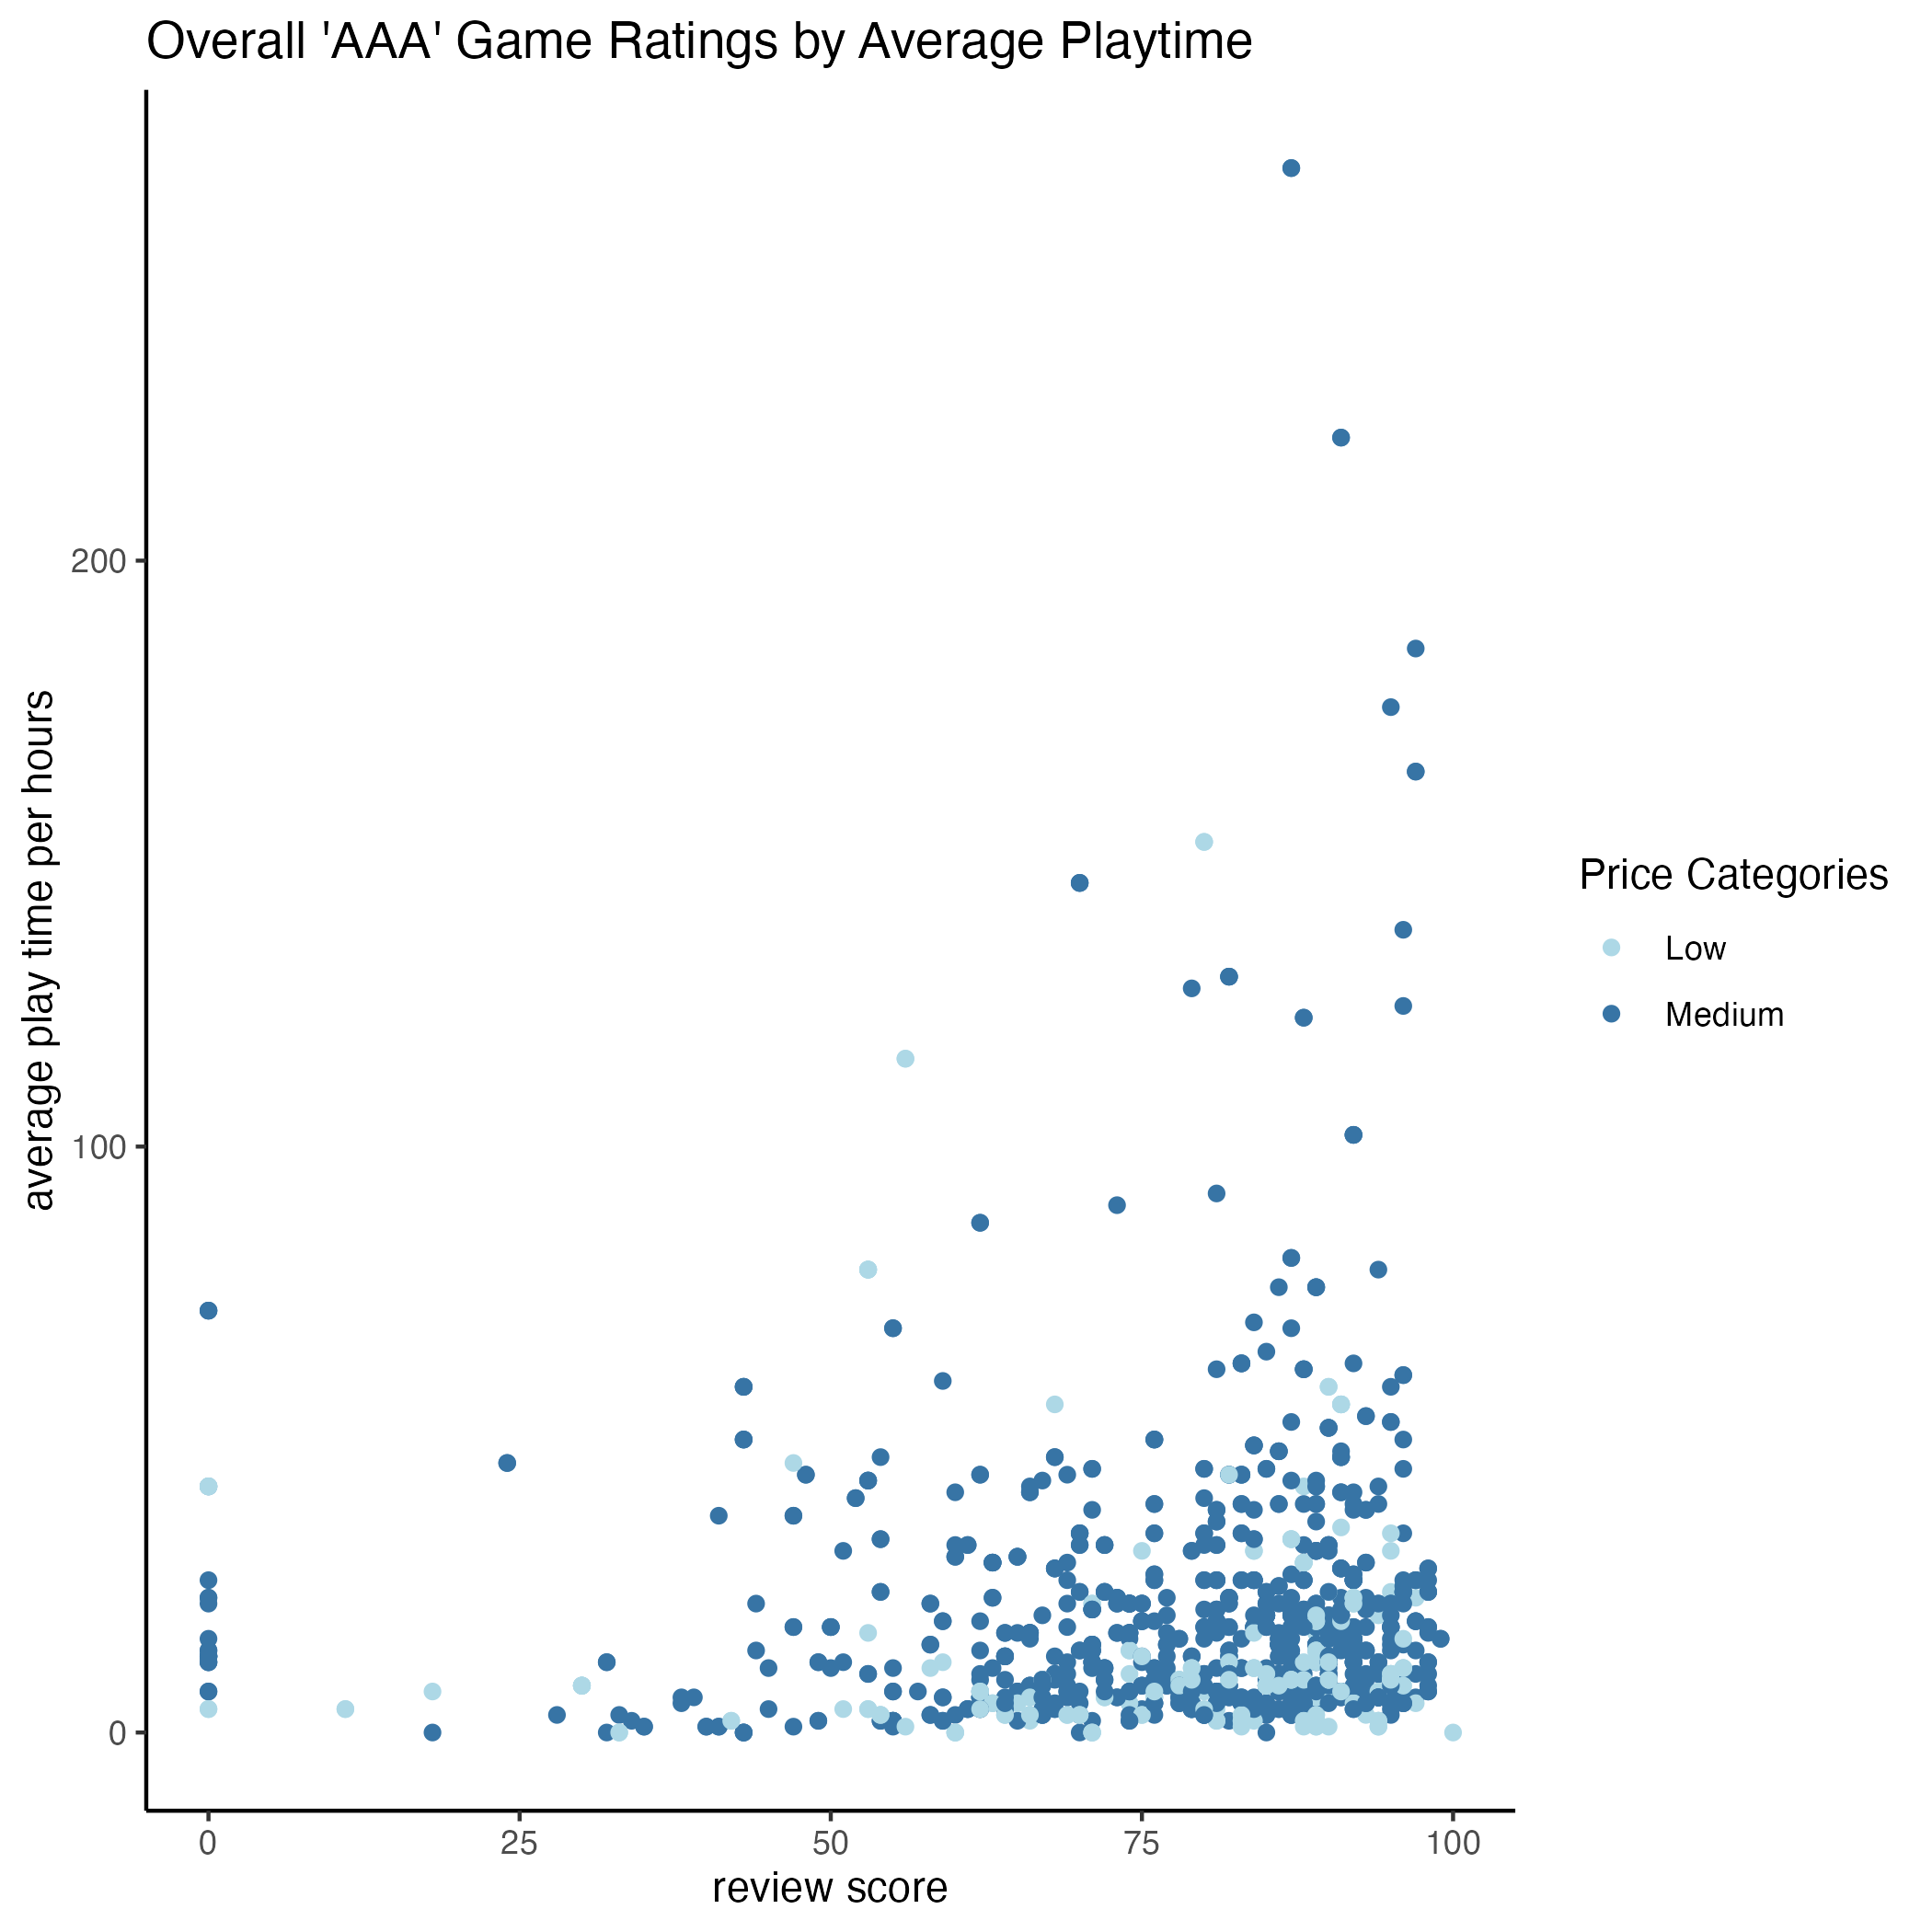 Overall 'AAA' Game Ratings by Average Playtime
average play time per hours
200
100
0
0 25 50 75 100
review score
Price Categories
Low
Medium